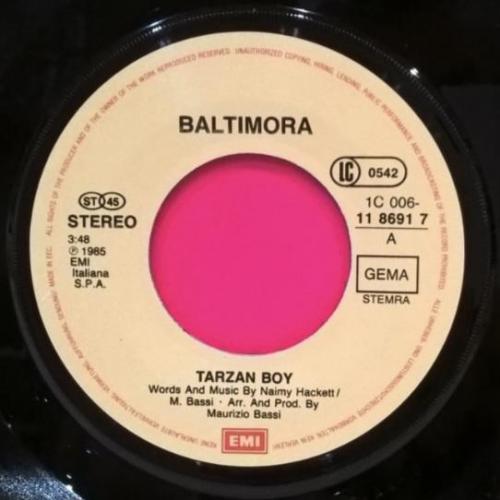 ALL RIGHTS OF THE PRODUCER AND OF THE OWNER OF THE WORK REPRODUCED RESERVED. UNAUTHORIZED COPYING, HIRING, LENDING, PUBLIC PERFORMANCE AND BROADCASTING OF THE RECORD PROHIBITED.
BALTIMORA
LC 0542
ST 45
STEREO
3:48
℗ 1985
EMI
Italiana
S.P.A.
1C 006-
11 8691 7
A
GEMA
STEMRA
TARZAN BOY
Words And Music By Naimy Hackett/
M. Bassi · Arr. And Prod. By
Maurizio Bassi
EMI
MADE IN EEC.